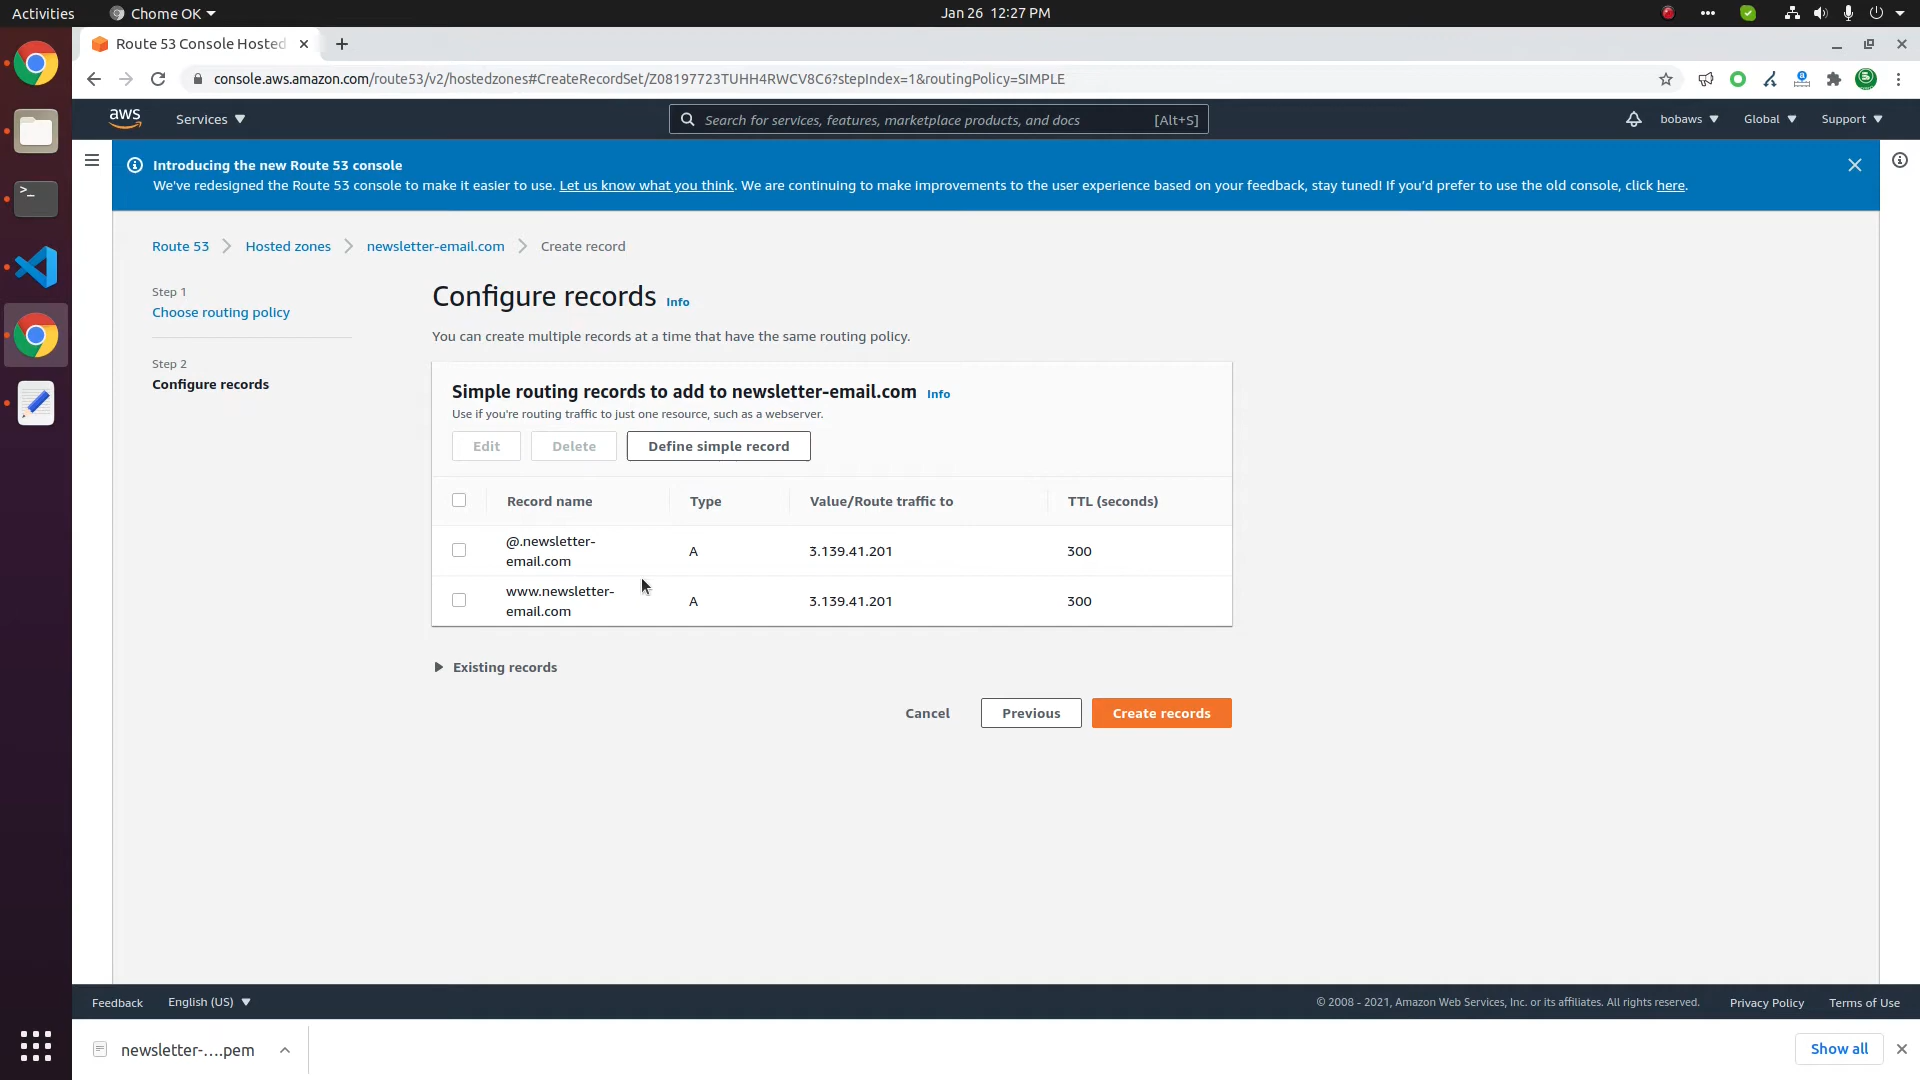 Activities
Chome OK
Jan 26 12:27 PM
Route 53 Console Hosted
console.aws.amazon.com/route53/v2/hostedzones#CreateRecordSet/Z08197723TUHH4RWCV8C6?stepIndex=1&routingPolicy=SIMPLE
aws
Services
Search for services, features, marketplace products, and docs
[Alt+S]
bobaws
Global
Support
Introducing the new Route 53 console
We've redesigned the Route 53 console to make it easier to use. Let us know what you think. We are continuing to make improvements to the user experience based on your feedback, stay tuned! If you'd prefer to use the old console, click here.
Route 53
Hosted zones
newsletter-email.com
Create record
Step 1
Choose routing policy
Step 2
Configure records
Configure records Info
You can create multiple records at a time that have the same routing policy.
Simple routing records to add to newsletter-email.com Info
Use if you're routing traffic to just one resource, such as a webserver.
Edit
Delete
Define simple record
Record name
Type
Value/Route traffic to
TTL (seconds)
@.newsletter-
email.com
A
3.139.41.201
300
www.newsletter-
email.com
A
3.139.41.201
300
Existing records
Cancel
Previous
Create records
Feedback
English (US)
© 2008 - 2021, Amazon Web Services, Inc. or its affiliates. All rights reserved.
Privacy Policy
Terms of Use
newsletter-....pem
Show all